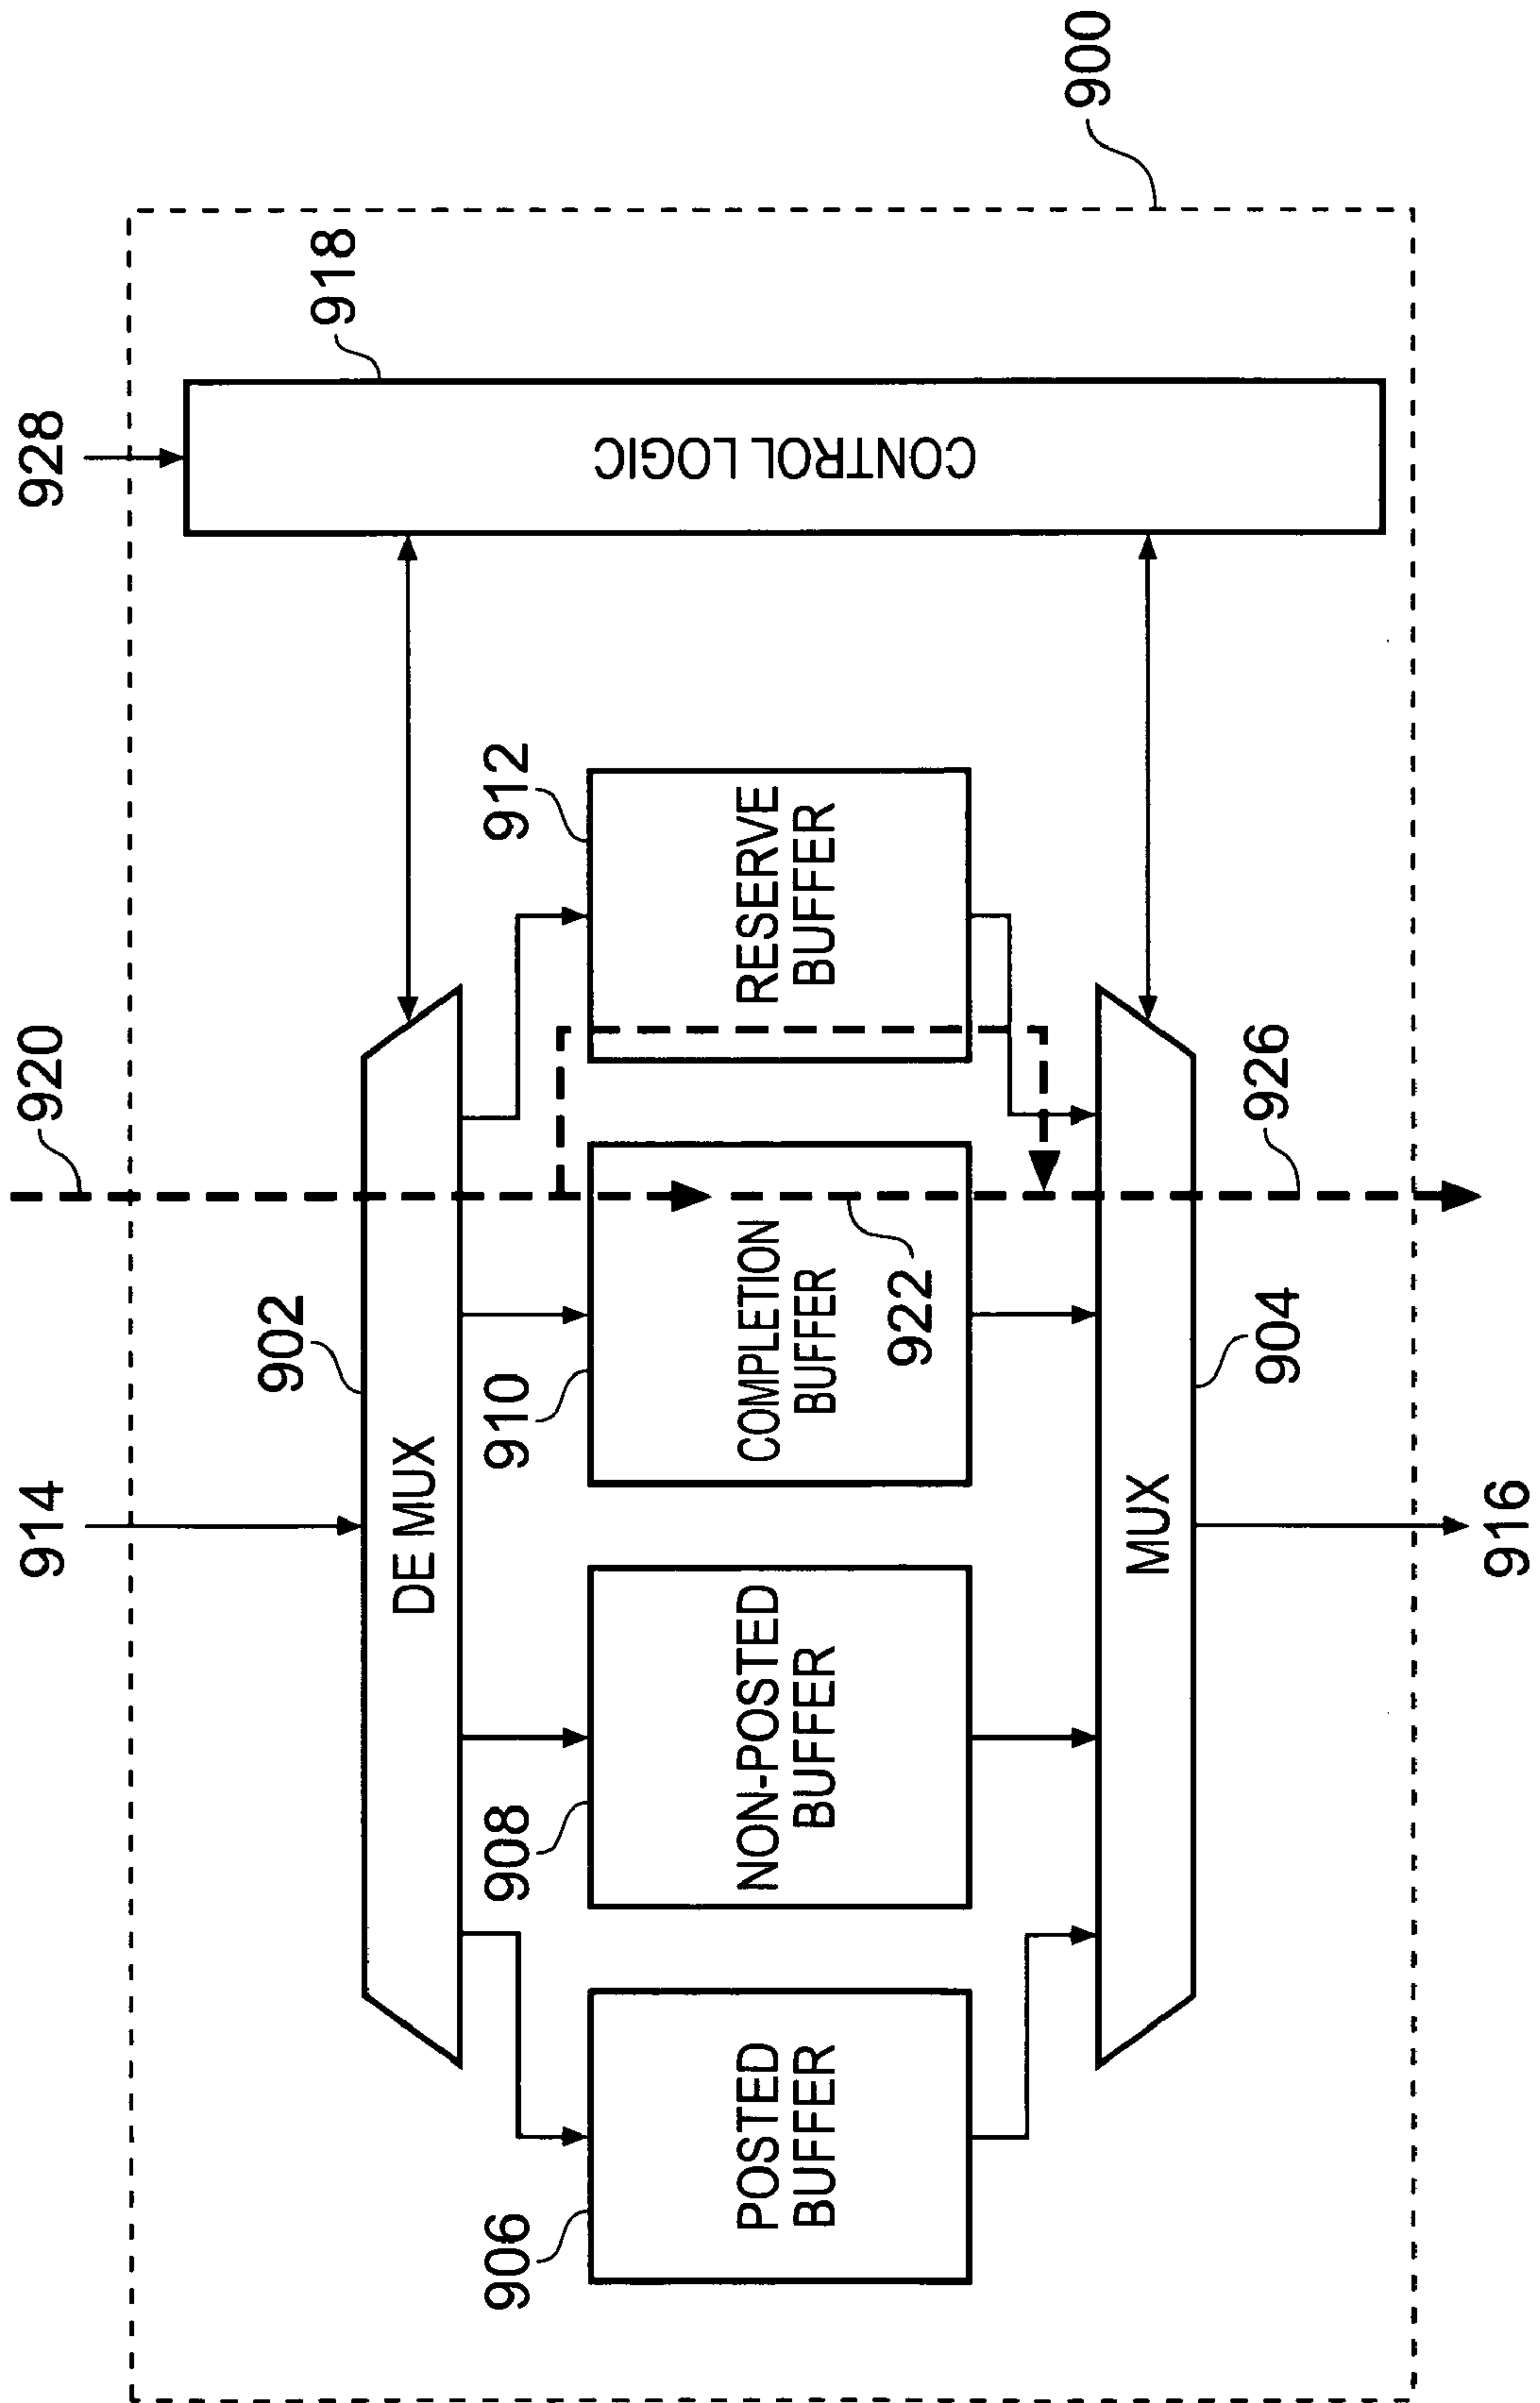 928
918
900
920
912
RESERVE
BUFFER
926
902
910
COMPLETION
BUFFER
922
904
914
DE MUX
MUX
916
908
NON-POSTED
BUFFER
906
POSTED
BUFFER
CONTROL LOGIC